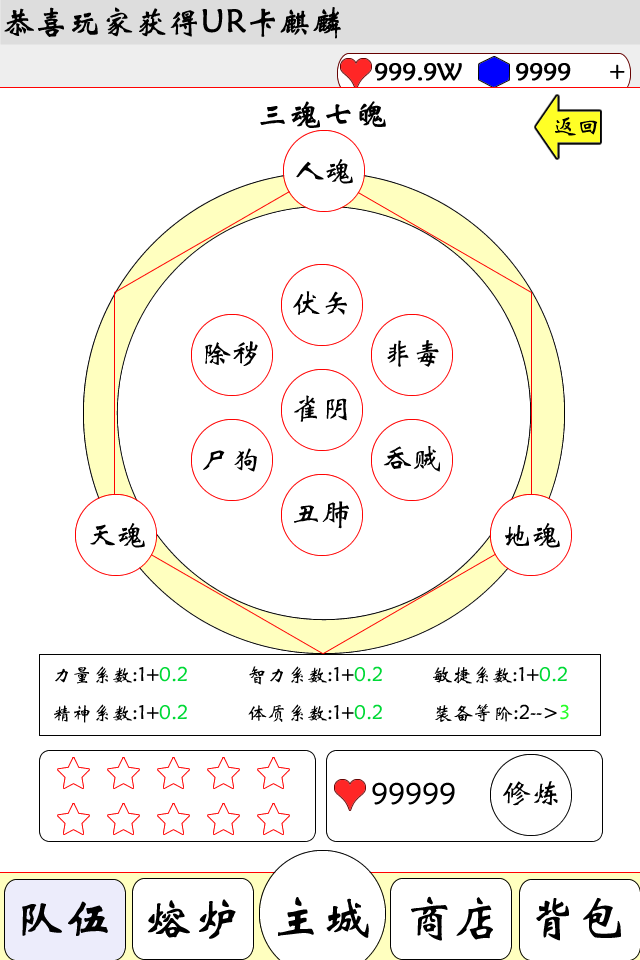 恭喜玩家获得UR卡麒麟
999.9W 9999 +
三魂七魄
返回
人魂
伏矢
除秽 非毒
雀阴
尸狗 吞贼
丑肺
天魂 地魂
力量系数:1+0.2 智力系数:1+0.2 敏捷系数:1+0.2
精神系数:1+0.2 体质系数:1+0.2 装备等阶:2-->3
99999 修炼
队伍 熔炉 主城 商店 背包